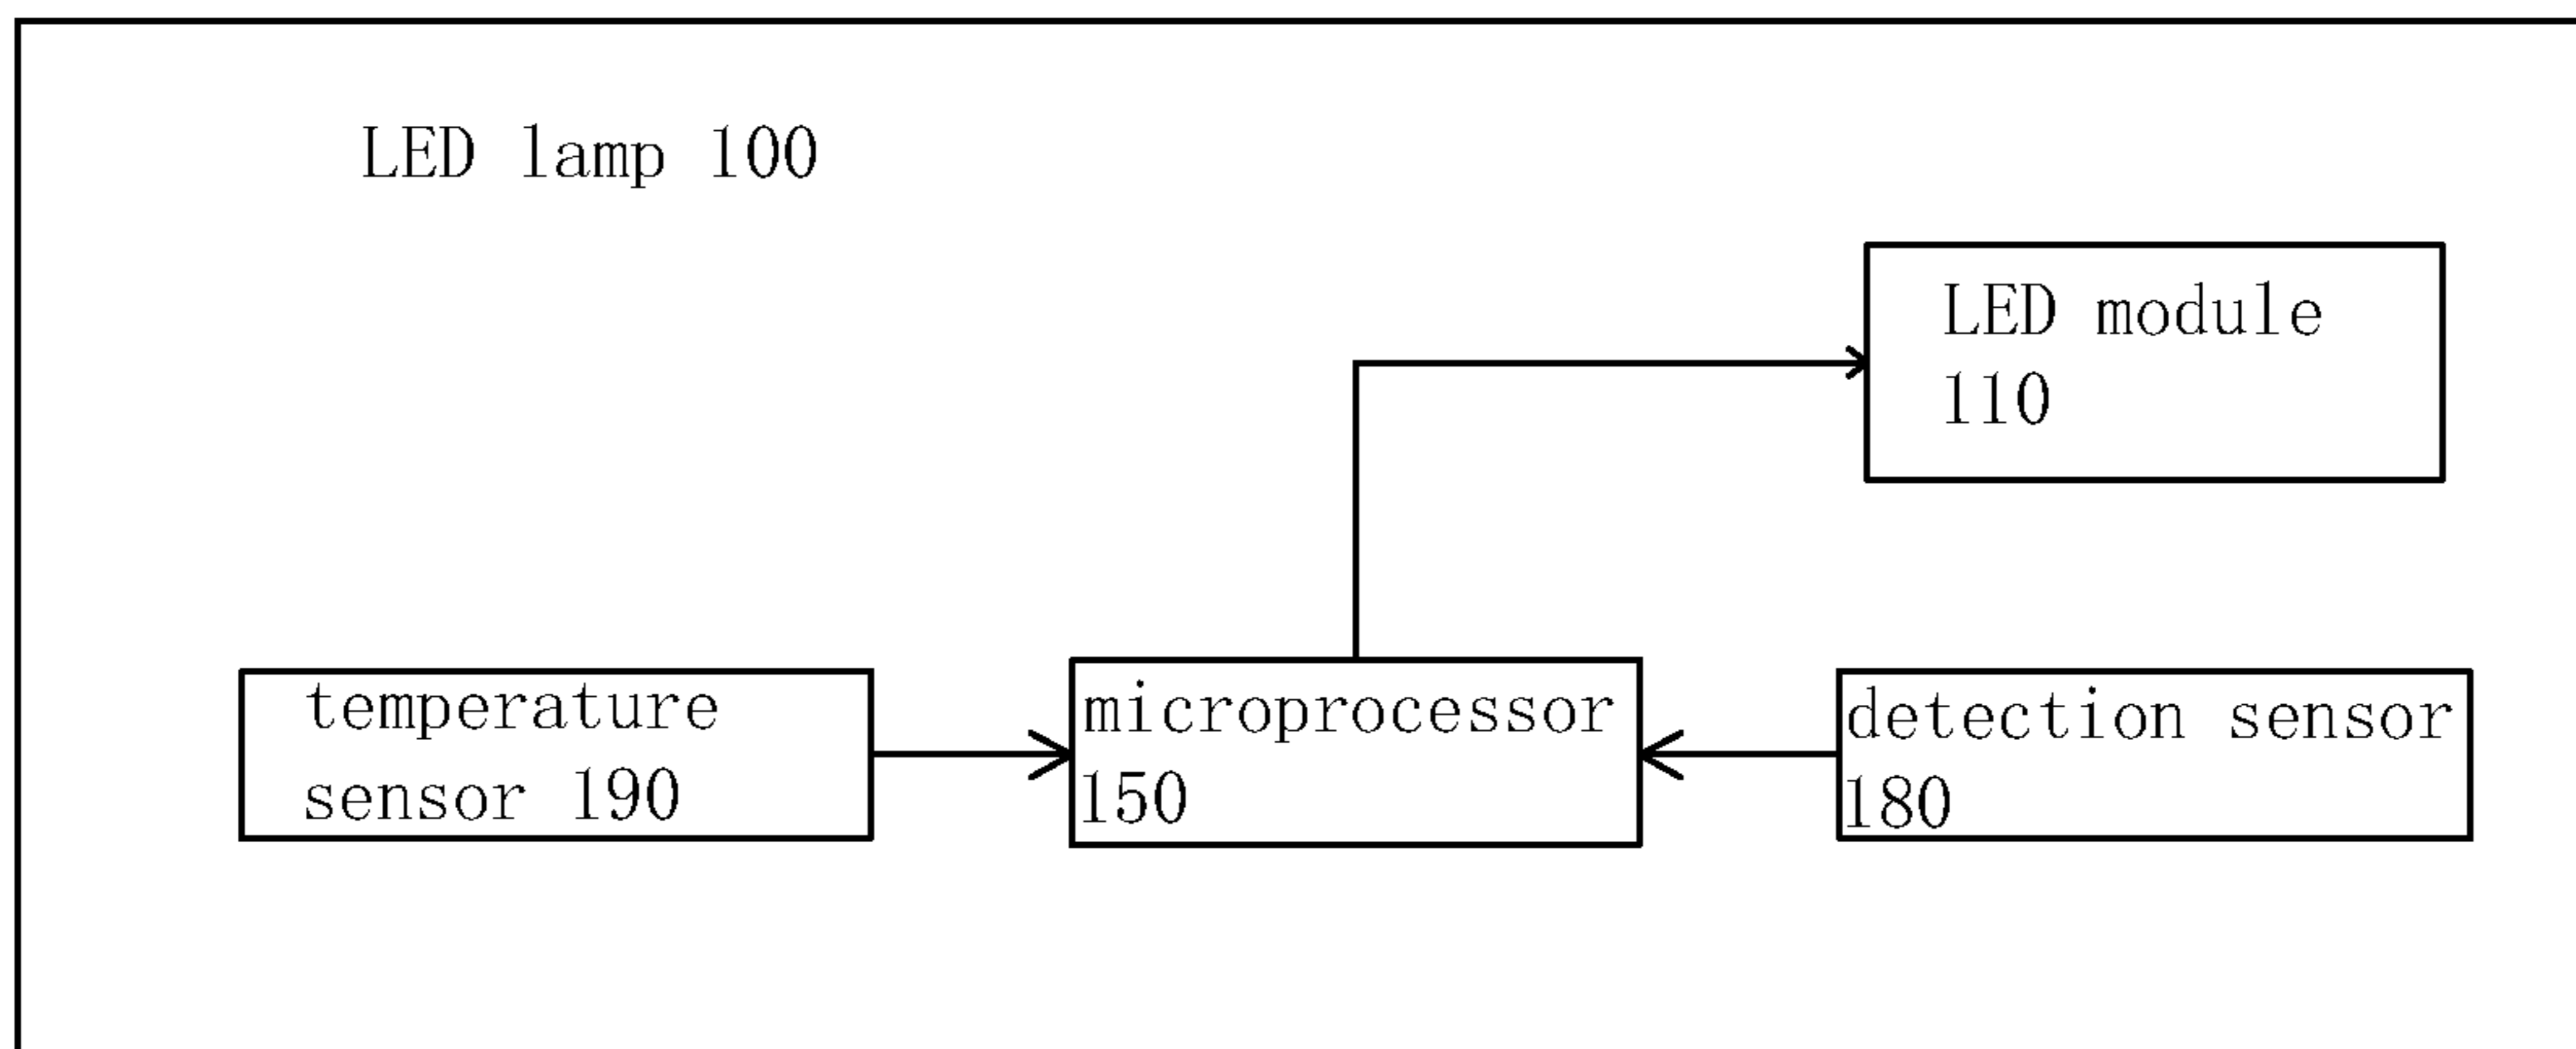 LED lamp 100
LED module
110
temperature
sensor 190
microprocessor
150
detection sensor
180